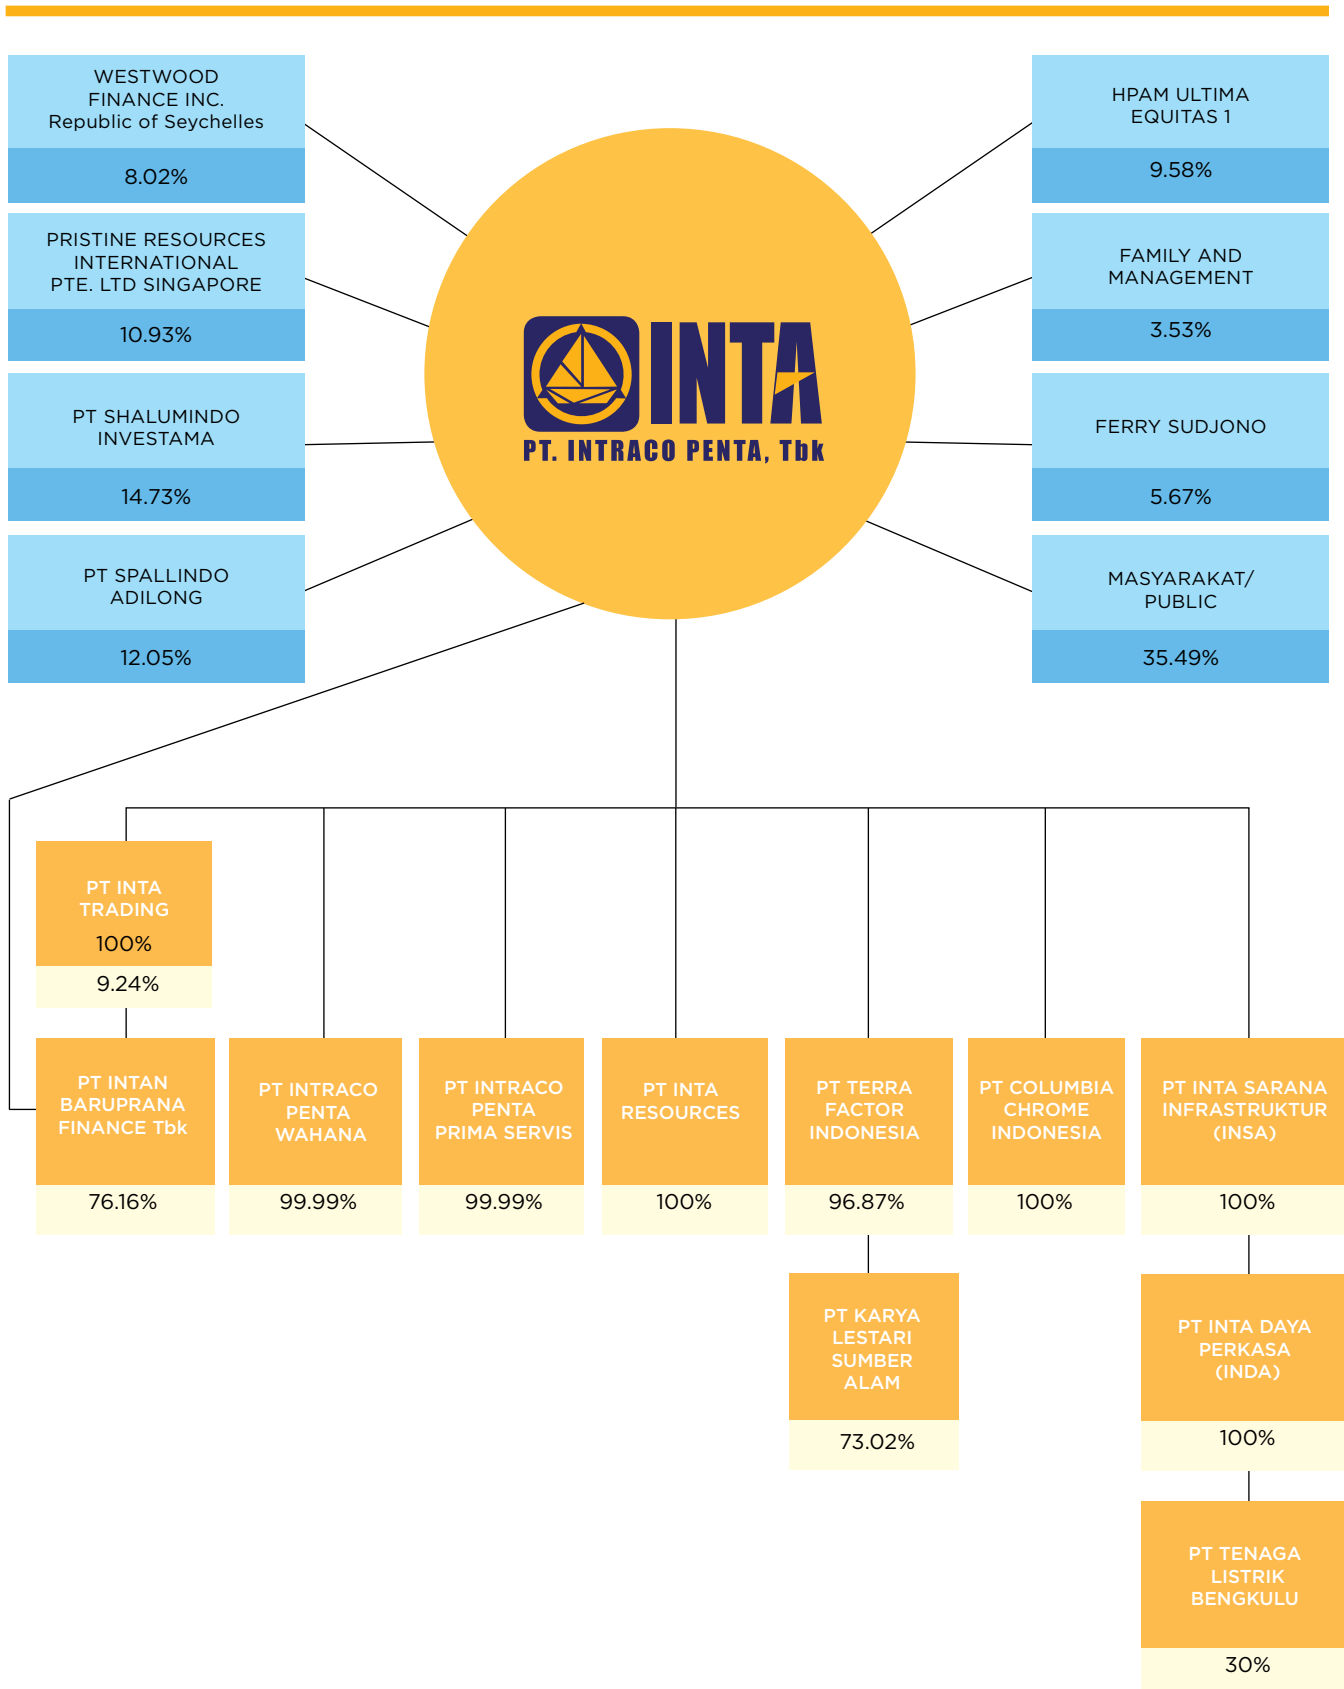 WESTWOOD
FINANCE INC.
Republic of Seychelles
8.02%
PRISTINE RESOURCES
INTERNATIONAL
PTE. LTD SINGAPORE
10.93%
PT SHALUMINDO
INVESTAMA
14.73%
PT SPALLINDO
ADILONG
12.05%
INTA
PT. INTRACO PENTA, Tbk
HPAM ULTIMA
EQUITAS 1
9.58%
FAMILY AND
MANAGEMENT
3.53%
FERRY SUDJONO
5.67%
MASYARAKAT/
PUBLIC
35.49%
PT INTA
TRADING
100%
9.24%
PT INTAN
BARUPRANA
FINANCE Tbk
76.16%
PT INTRACO
PENTA
WAHANA
99.99%
PT INTRACO
PENTA
PRIMA SERVIS
99.99%
PT INTA
RESOURCES
100%
PT TERRA
FACTOR
INDONESIA
96.87%
PT COLUMBIA
CHROME
INDONESIA
100%
PT INTA SARANA
INFRASTRUKTUR
(INSA)
100%
PT KARYA
LESTARI
SUMBER
ALAM
73.02%
PT INTA DAYA
PERKASA
(INDA)
100%
PT TENAGA
LISTRIK
BENGKULU
30%